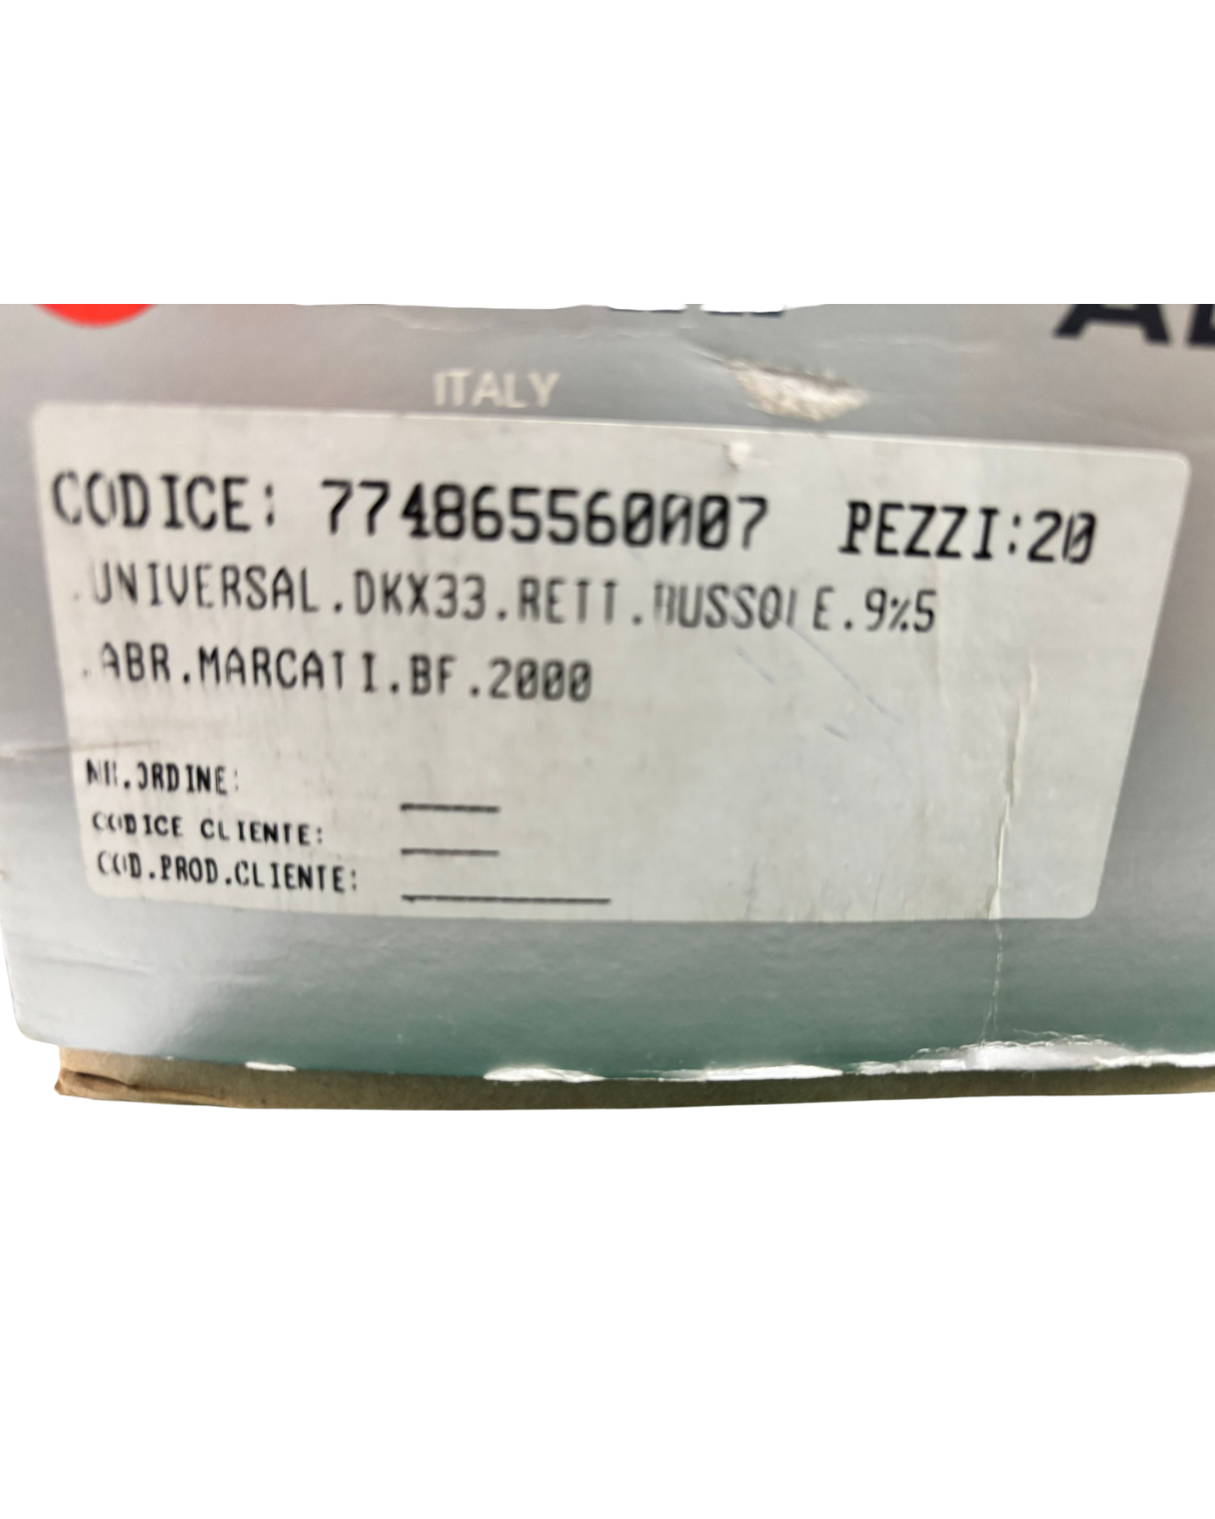 ITALY
CODICE: 774865560007 PEZZI:20
.UNIVERSAL.DKX33.RETT.BUSSOLE.9%5
.ABR.MARCATI.BF.2000
NR.ORDINE:
CODICE CLIENTE:
COD.PROD.CLIENTE: